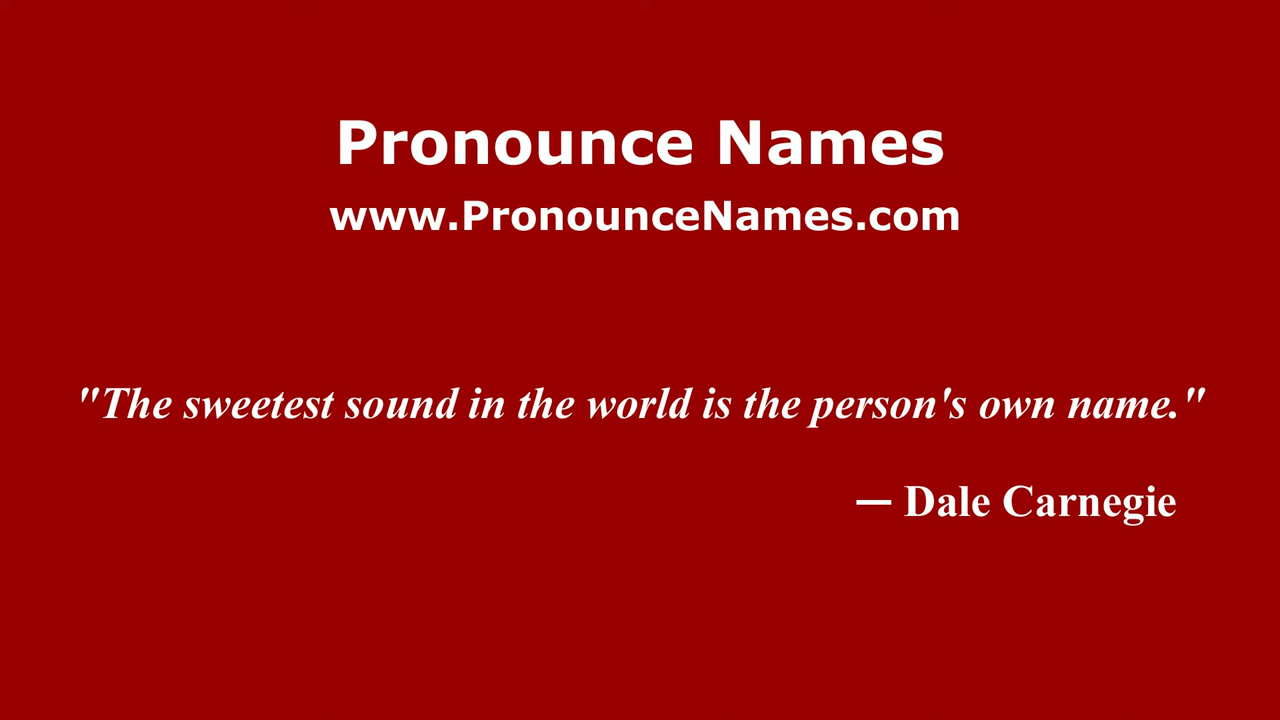 Pronounce Names
www.PronounceNames.com
"The sweetest sound in the world is the person's own name."
— Dale Carnegie